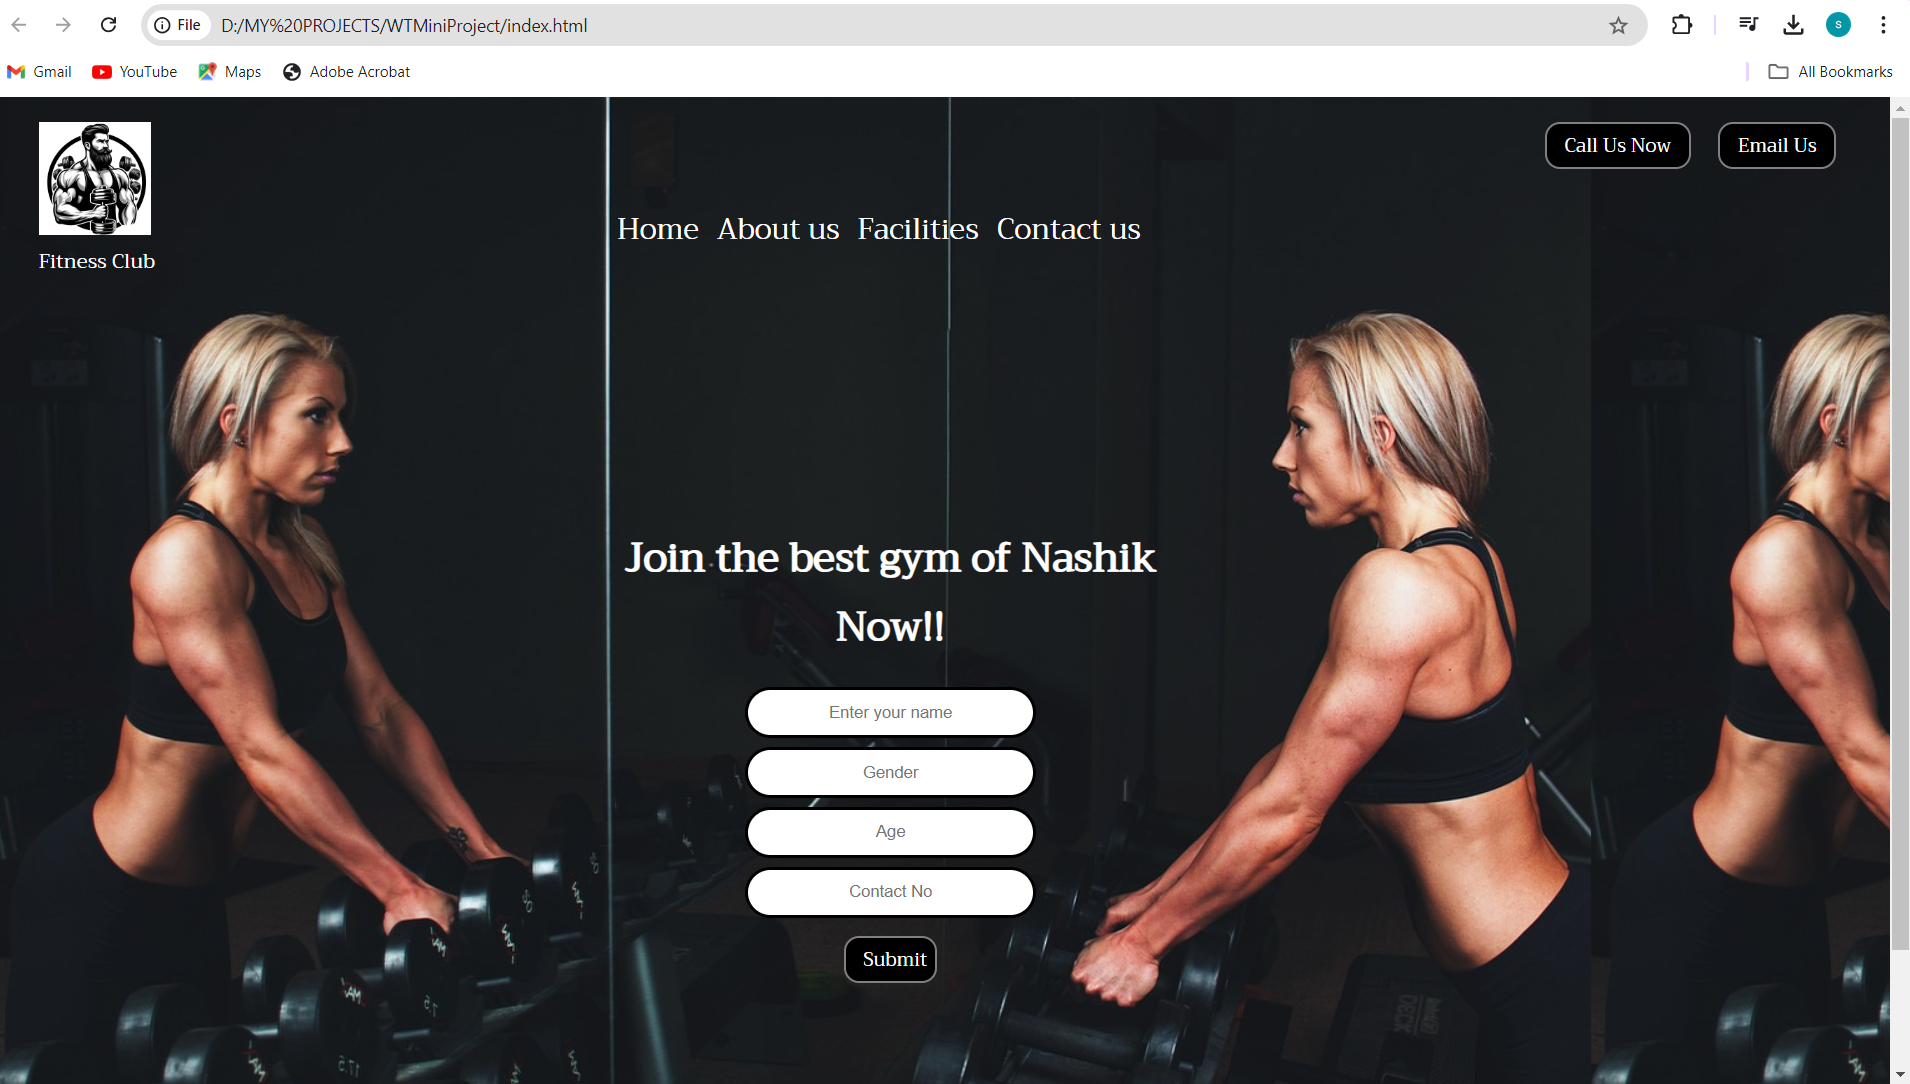 File
D:/MY%20PROJECTS/WTMiniProject/index.html
S
Gmail
YouTube
Maps
Adobe Acrobat
All Bookmarks
Call Us Now
Email Us
Home
About us
Facilities
Contact us
Fitness Club
Join the best gym of Nashik
Now!!
Enter your name
Gender
Age
Contact No
Submit